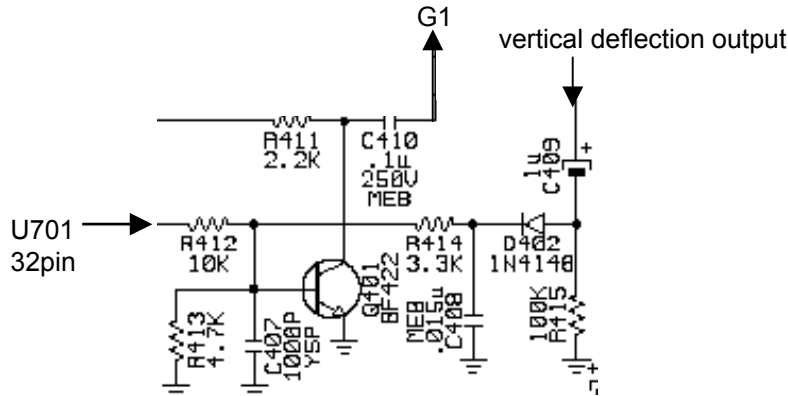 G1
vertical deflection output
R411
2.2K
C410
.1u
250V
MEB
1u
C409
+
U701
32pin
R412
10K
R414
3.3K
D402
1N4148
Q401
BF422
R413
4.7K
C407
1000P
Y5P
MEB
.015u
C408
100K
R415
+